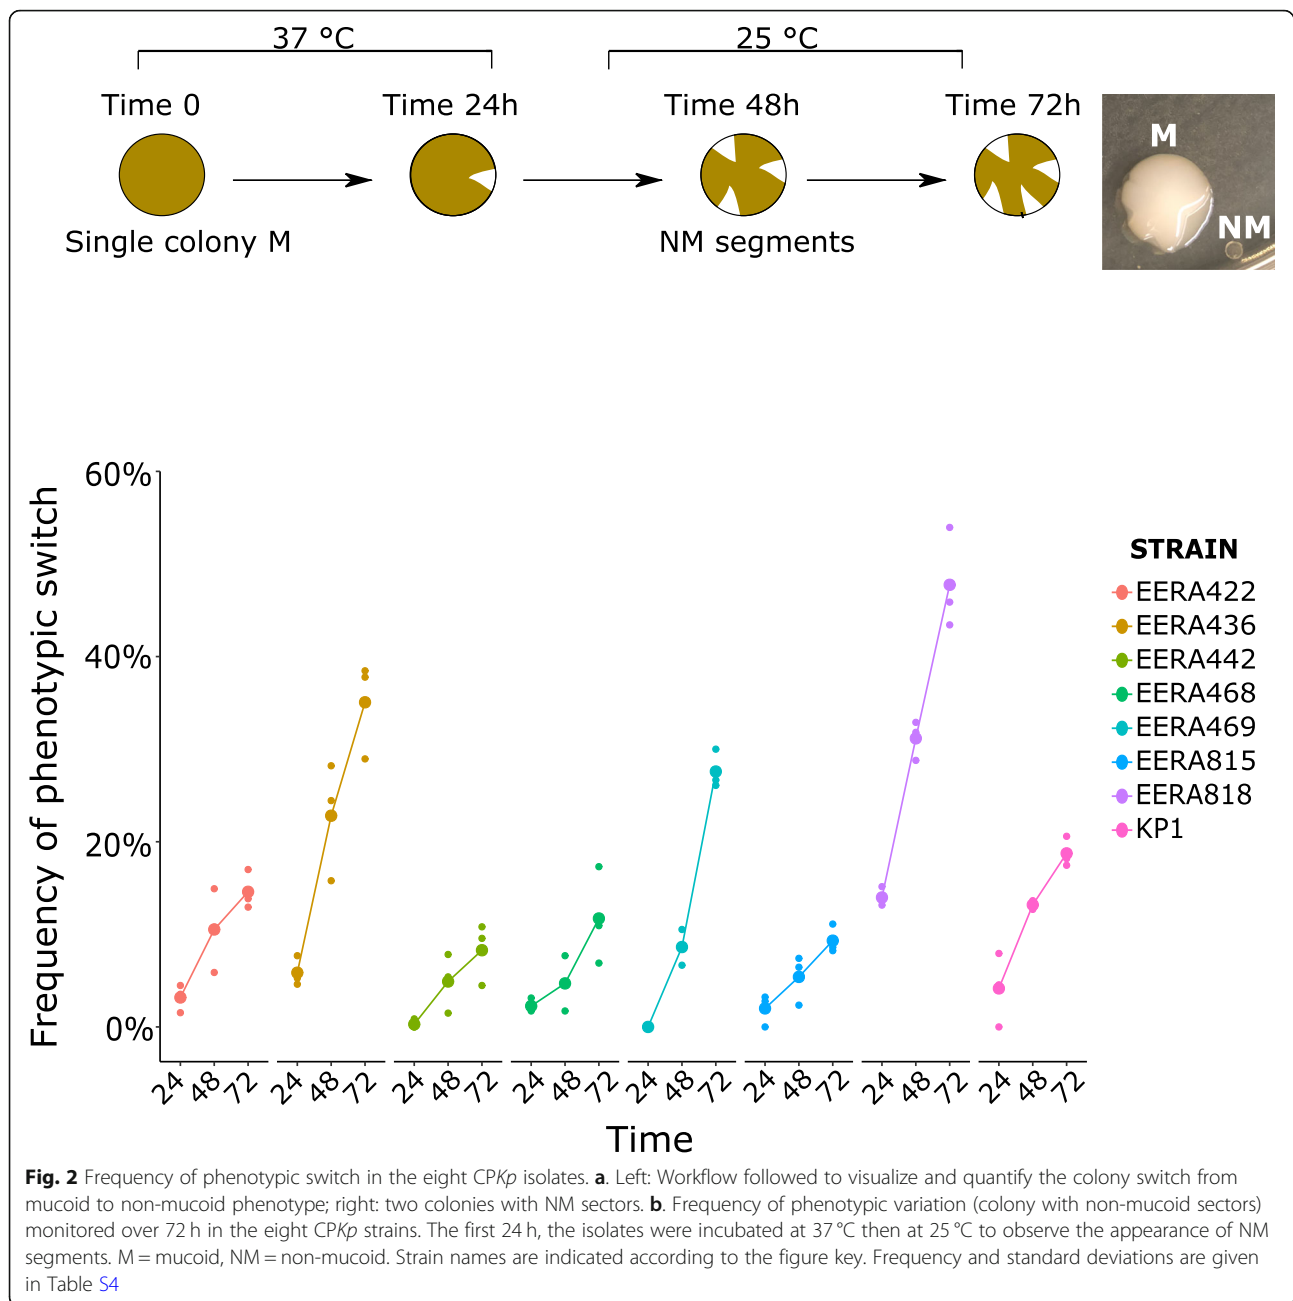 37 °C
25 °C
Time 0
Time 24h
Time 48h
Time 72h
M
NM
Single colony M
NM segments
60%
40%
20%
0%
Frequency of phenotypic switch
STRAIN
EERA422
EERA436
EERA442
EERA468
EERA469
EERA815
EERA818
KP1
24 48 72 24 48 72 24 48 72 24 48 72 24 48 72 24 48 72 24 48 72 24 48 72
Time
Fig. 2 Frequency of phenotypic switch in the eight CPKp isolates. a. Left: Workflow followed to visualize and quantify the colony switch from
mucoid to non-mucoid phenotype; right: two colonies with NM sectors. b. Frequency of phenotypic variation (colony with non-mucoid sectors)
monitored over 72 h in the eight CPKp strains. The first 24 h, the isolates were incubated at 37 °C then at 25 °C to observe the appearance of NM
segments. M = mucoid, NM = non-mucoid. Strain names are indicated according to the figure key. Frequency and standard deviations are given
in Table S4